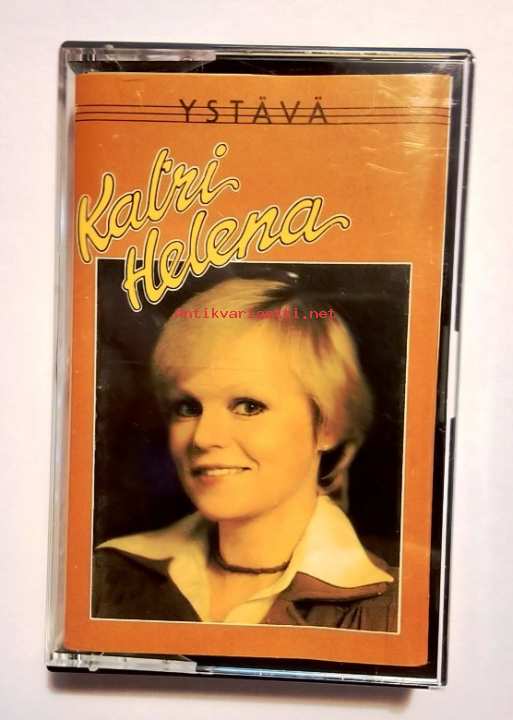 YSTÄVÄ
Katri
Helena
Antikvariaatti.net